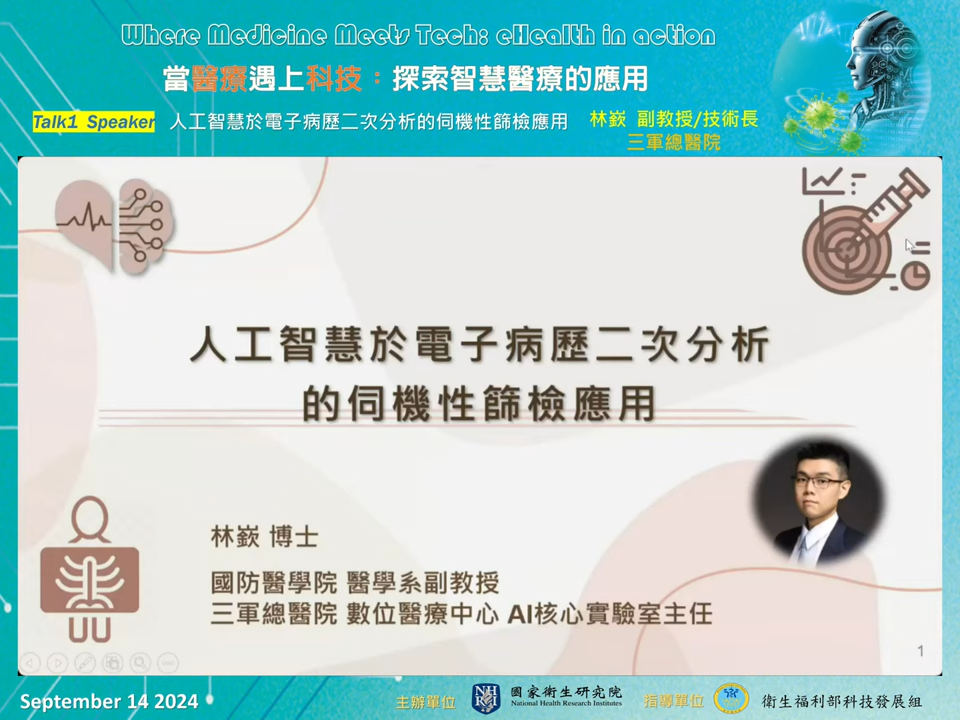 Where Medicine Meets Tech: eHealth in action
當醫療遇上科技：探索智慧醫療的應用
Talk1 Speaker 人工智慧於電子病歷二次分析的伺機性篩檢應用 林嶔 副教授/技術長
三軍總醫院
人工智慧於電子病歷二次分析
的伺機性篩檢應用
林嶔 博士
國防醫學院 醫學系副教授
三軍總醫院 數位醫療中心 AI核心實驗室主任
1
September 14 2024
主辦單位 NHRI 國家衛生研究院 指導單位 衛生福利部科技發展組
National Health Research Institutes